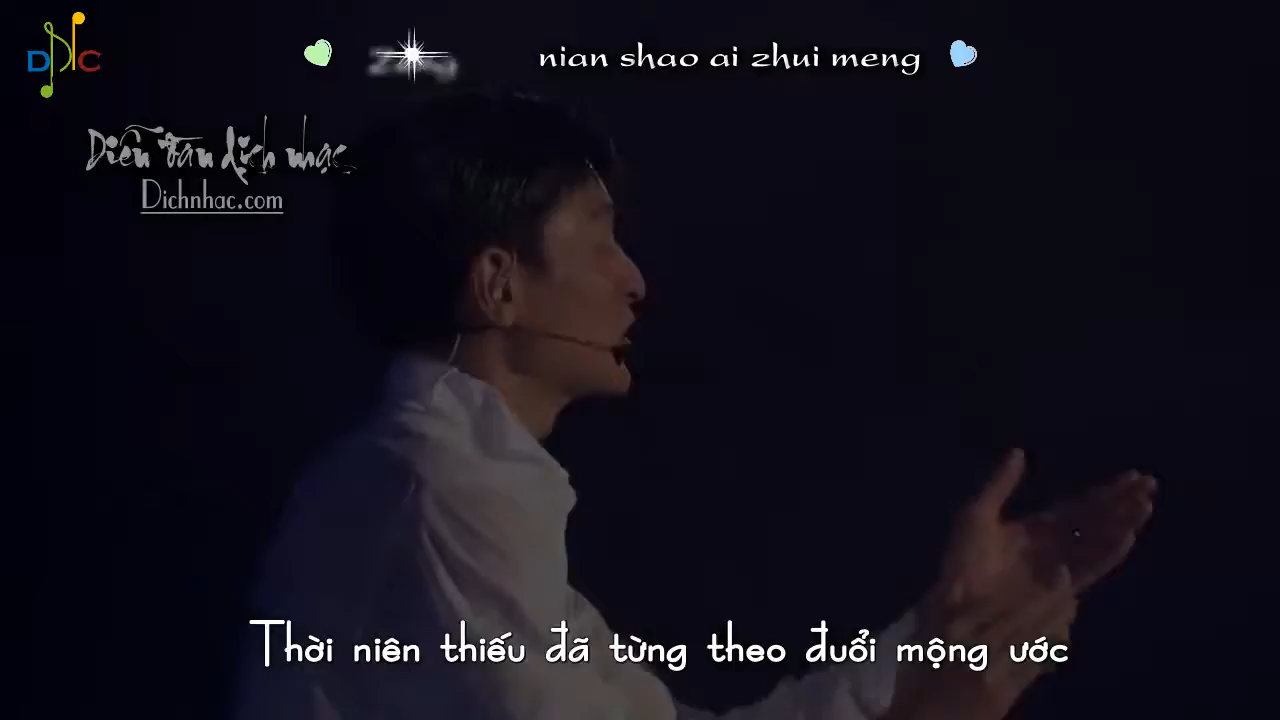 DNC
nian shao ai zhui meng
Diễn đàn dịch nhạc
Dichnhac.com
Thời niên thiếu đã từng theo đuổi mộng ước